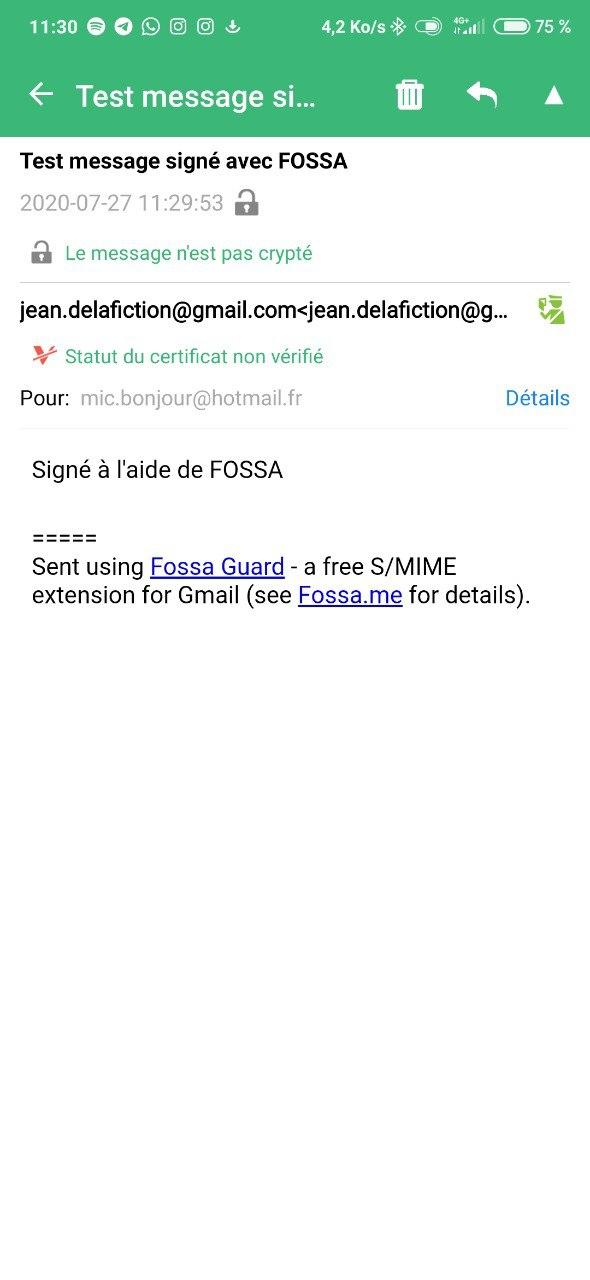 11:30 4,2 Ko/s 4G+ 75 %
Test message si...
Test message signé avec FOSSA
2020-07-27 11:29:53
Le message n'est pas crypté
jean.delafiction@gmail.com<jean.delafiction@g...
Statut du certificat non vérifié
Pour: mic.bonjour@hotmail.fr Détails
Signé à l'aide de FOSSA
=====
Sent using Fossa Guard - a free S/MIME
extension for Gmail (see Fossa.me for details).